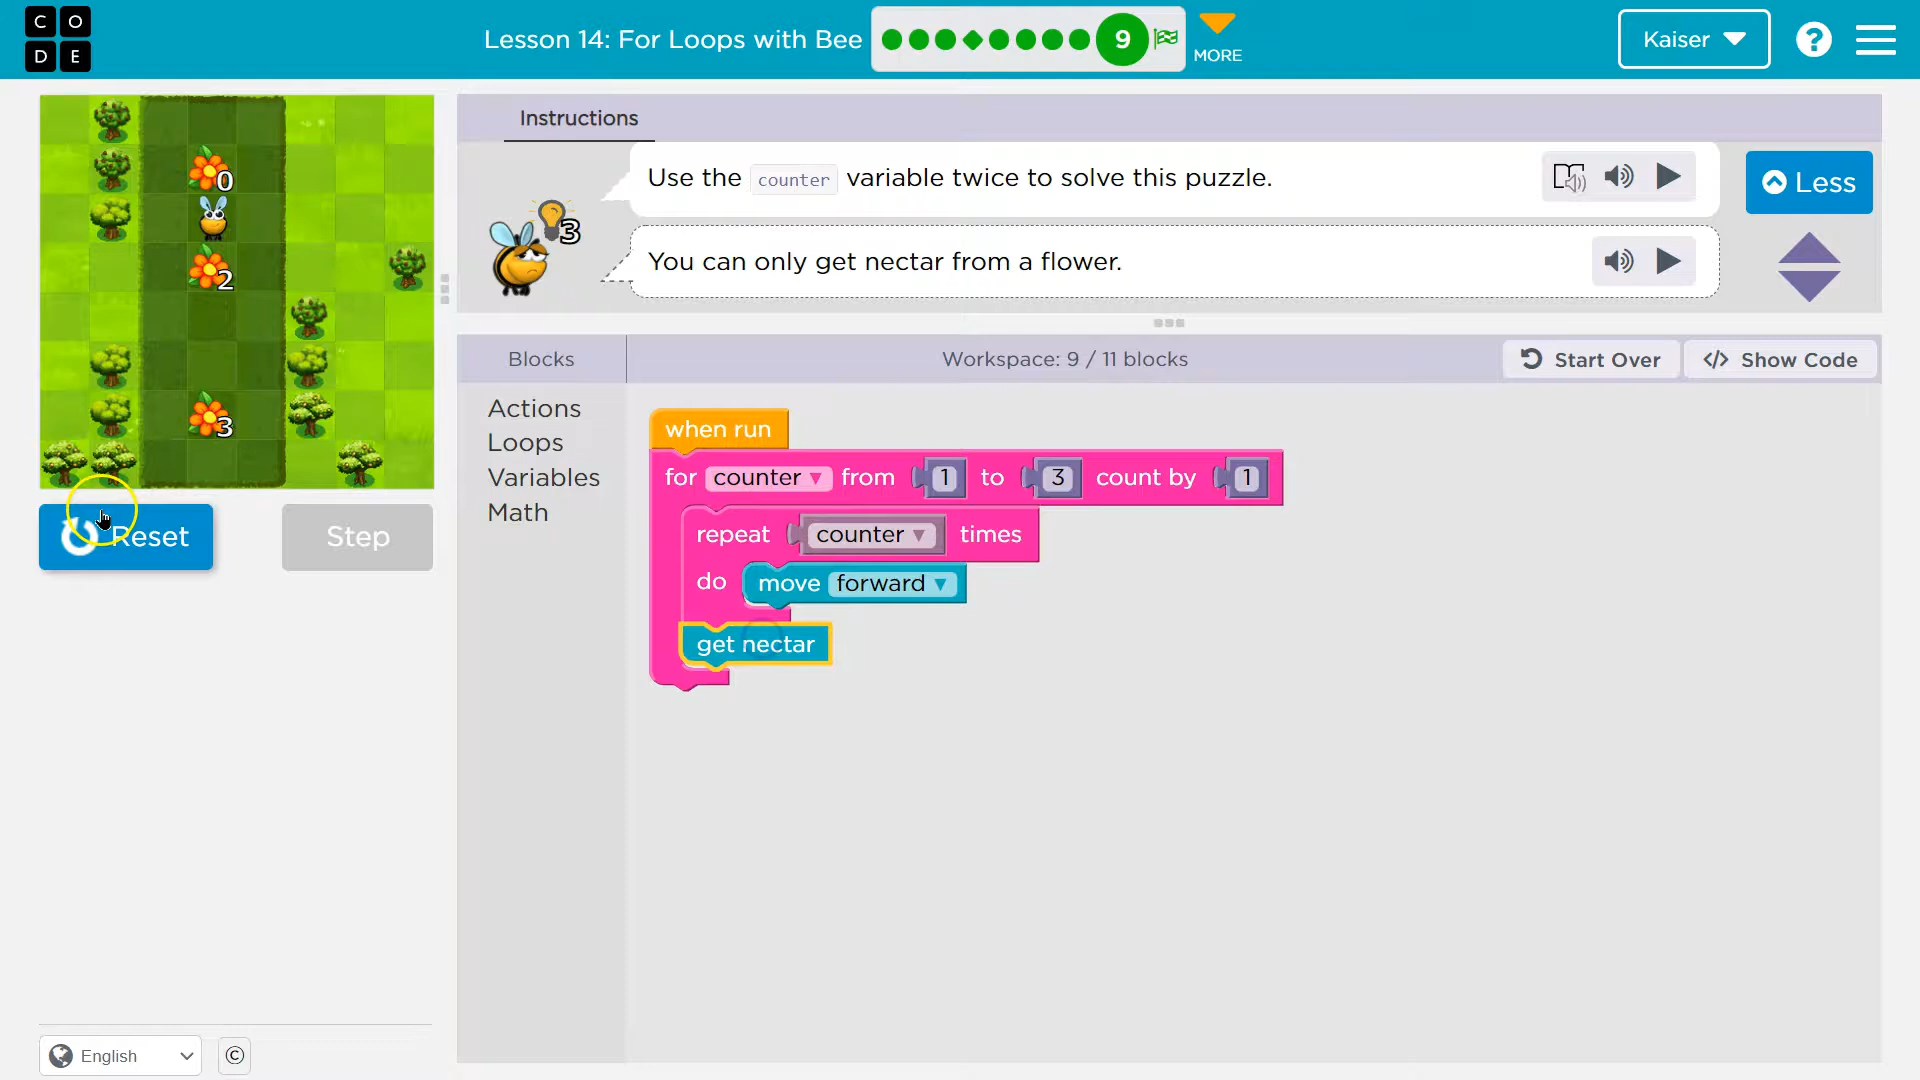 C O
D E
Lesson 14: For Loops with Bee
9
MORE
Kaiser
?
0
2
3
Reset
Step
Instructions
Use the counter variable twice to solve this puzzle.
3
You can only get nectar from a flower.
Less
Blocks
Workspace: 9 / 11 blocks
Start Over
</> Show Code
Actions
Loops
Variables
Math
when run
for counter ▼ from 1 to 3 count by 1
repeat counter ▼ times
do move forward ▼
get nectar
English
©